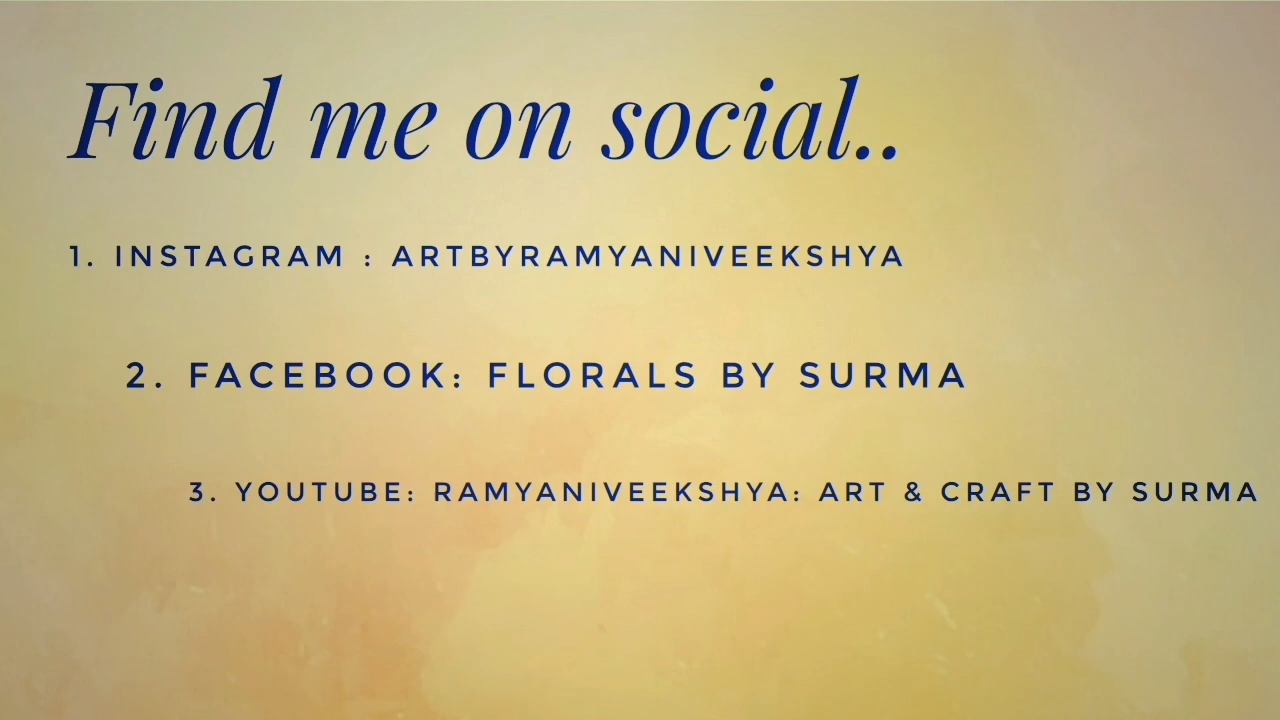 Find me on social..
1. INSTAGRAM : ARTBYRAMYANIVEEKSHYA
2. FACEBOOK: FLORALS BY SURMA
3. YOUTUBE: RAMYANIVEEKSHYA: ART & CRAFT BY SURMA